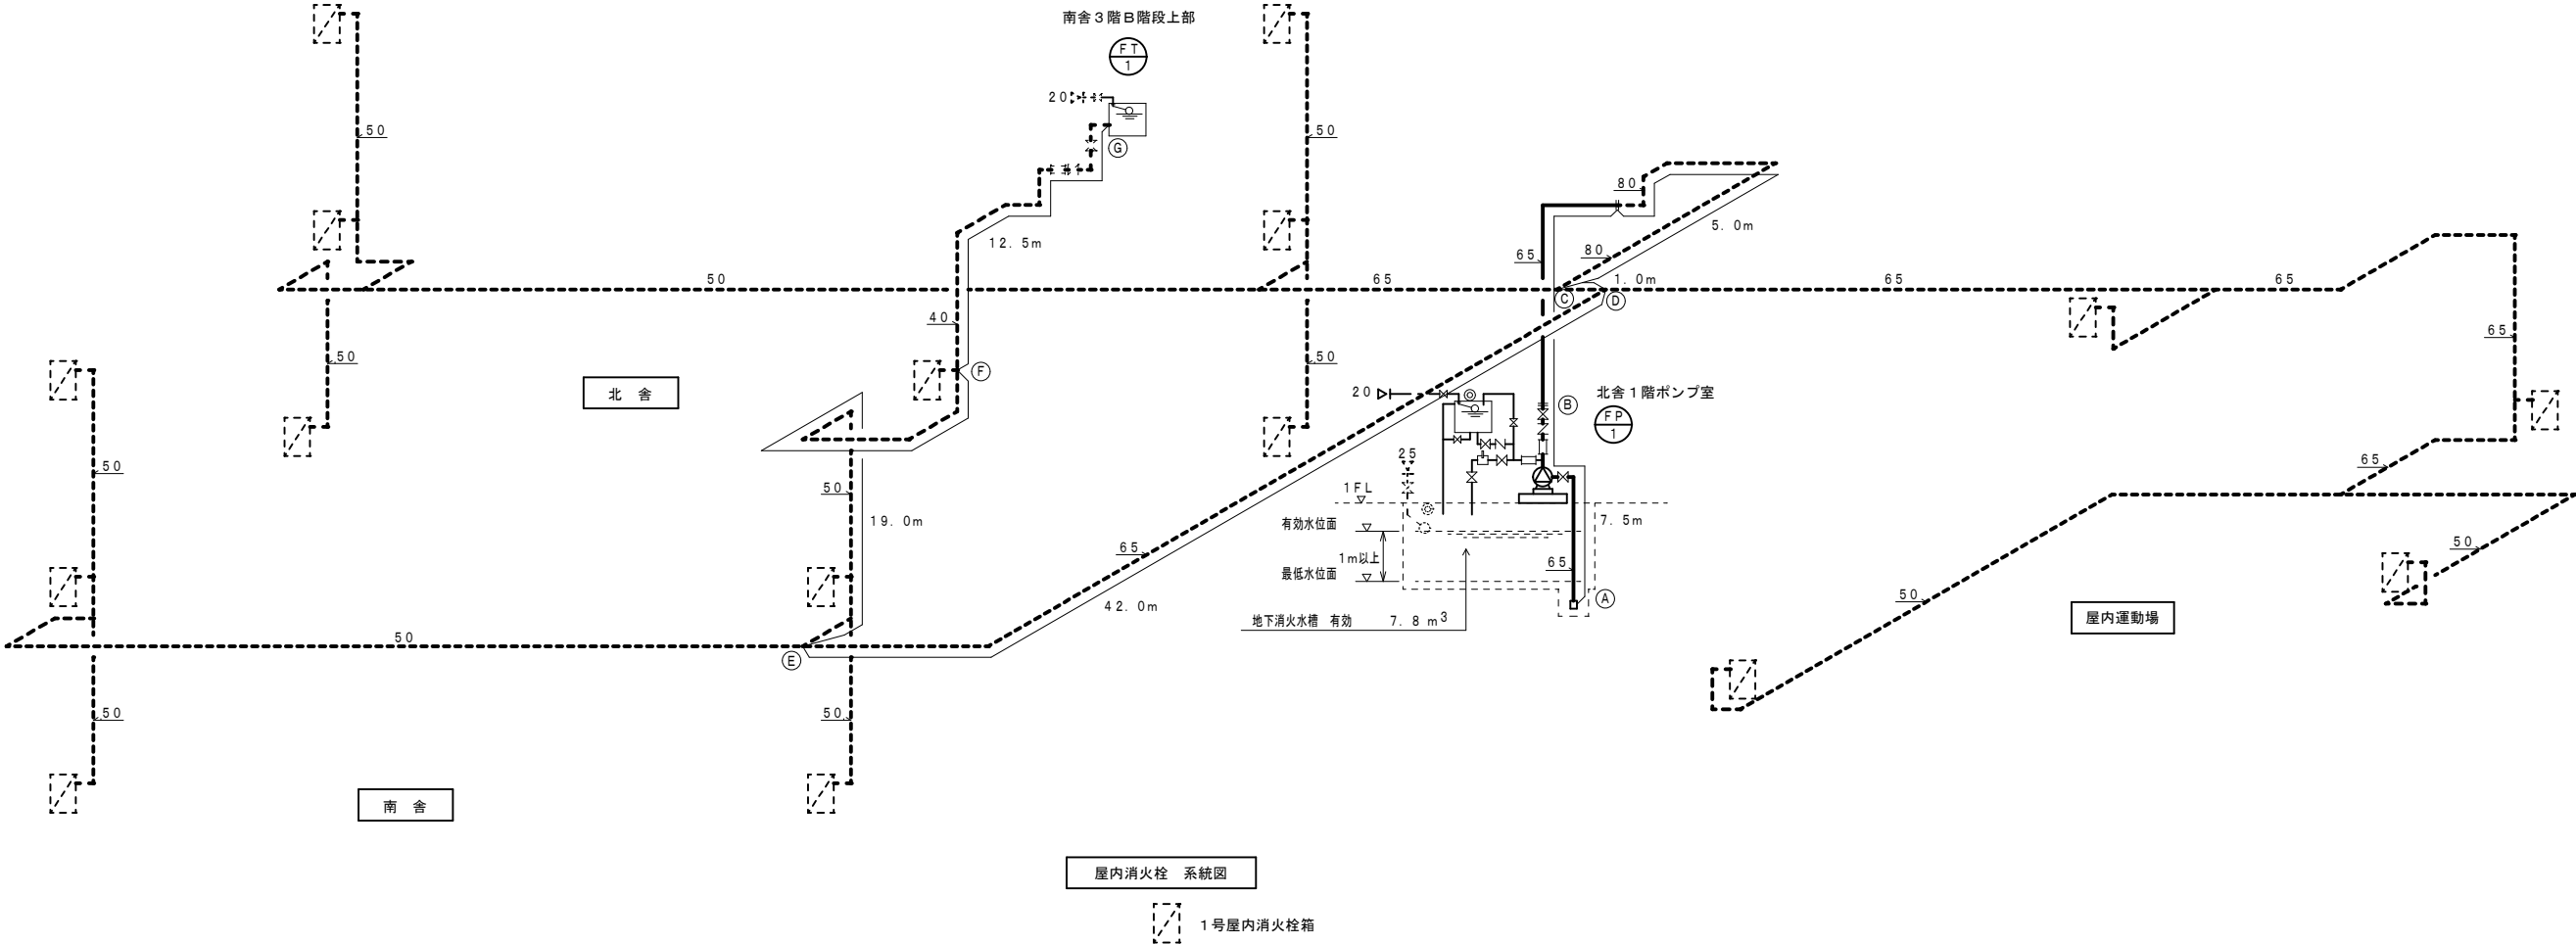 南舎３階Ｂ階段上部
FT
1
20
G
50
50
80
12.5m
5.0m
65
80
50
65
1.0m
65
65
C
D
40
65
50
50
F
北　舎
20
北舎１階ポンプ室
B
FP
1
25
50
50
65
1FL
19.0m
有効水位面
7.5m
65
1m以上
65
50
最低水位面
42.0m
A
50
地下消火水槽　有効　7.8m³
屋内運動場
50
E
50
50
南　舎
屋内消火栓　系統図
１号屋内消火栓箱